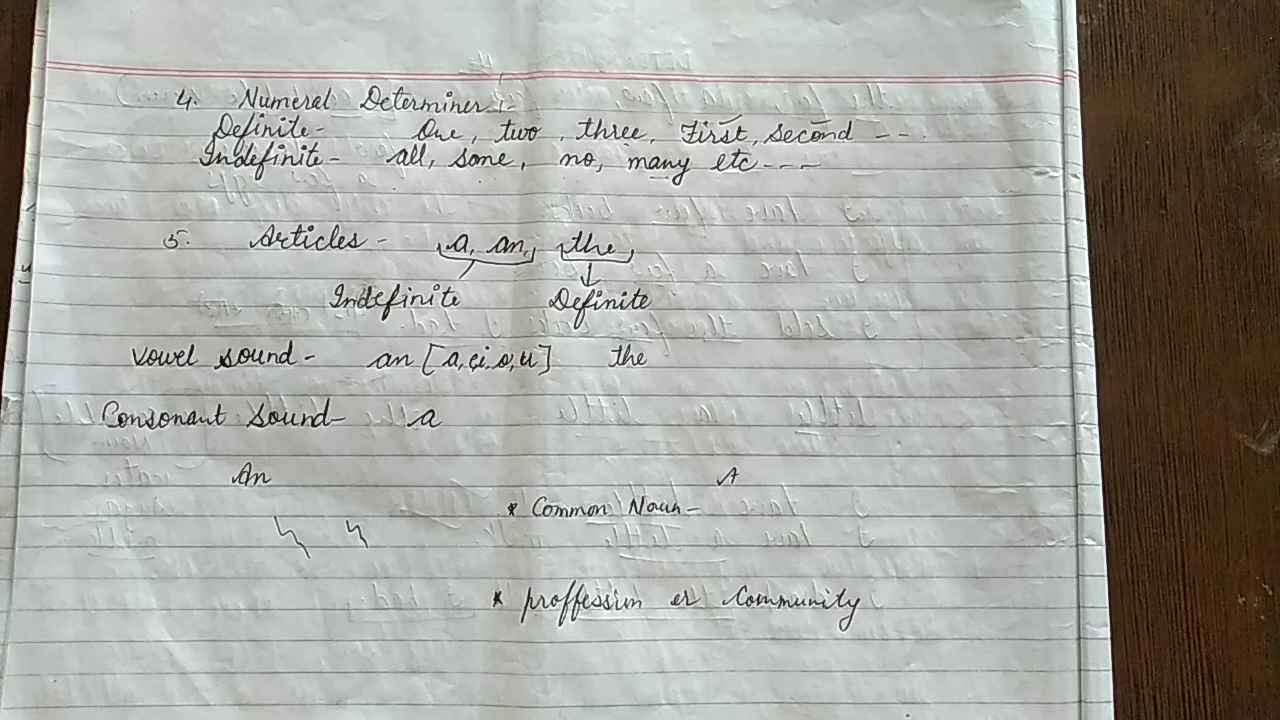 4. Numeral Determiner :-
Definite - One, two, three, First, second ---
Indefinite - all, some, no, many etc ---
5. Articles - a, an, the,
Indefinite Definite
Vowel sound - an [a, e, i, o, u] the
Consonant sound - a
An A
* Common Noun -
* proffession or Community